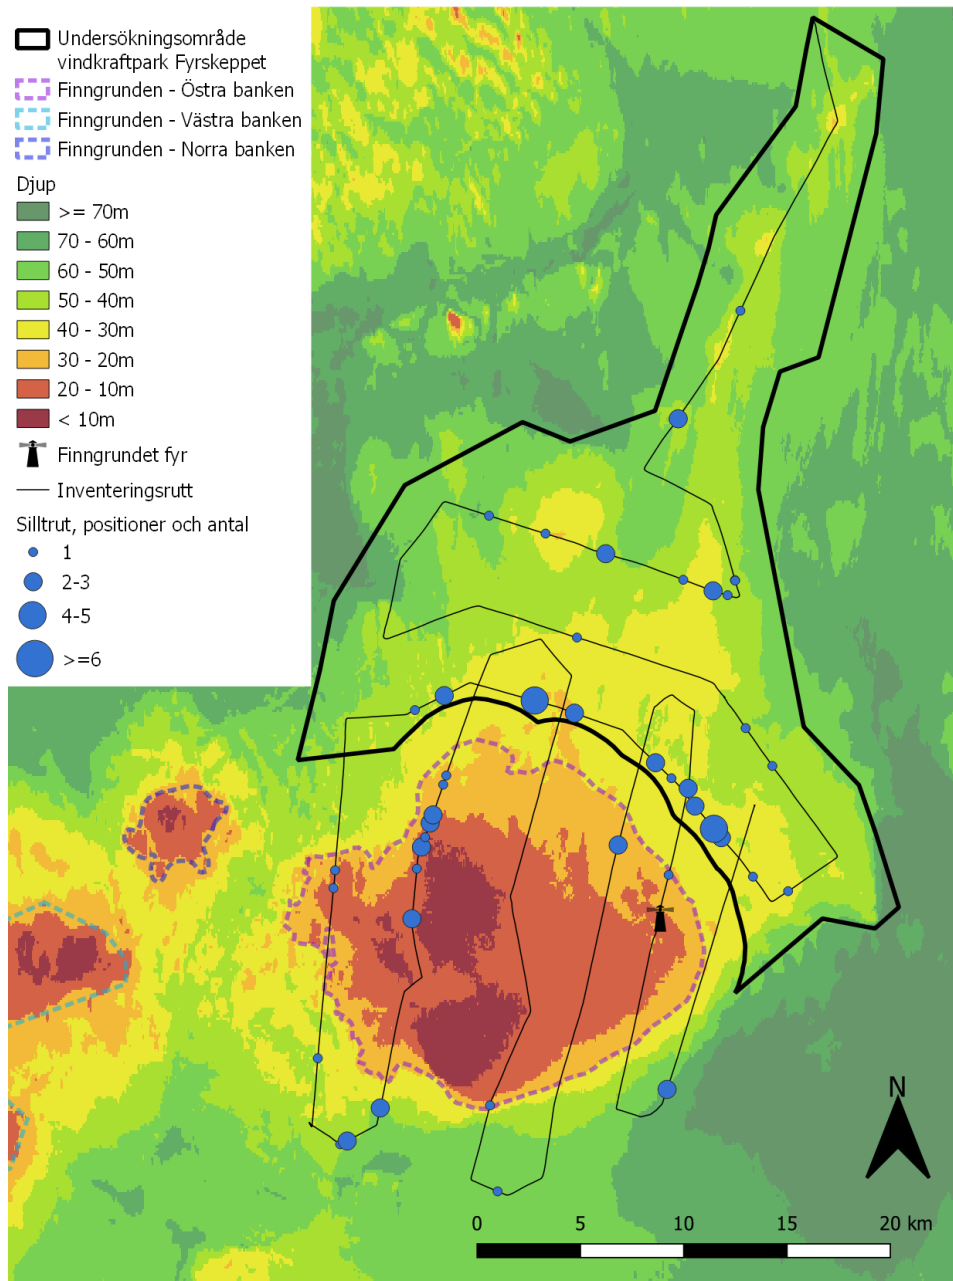 Undersökningsområde
vindkraftpark Fyrskeppet
Finngrunden - Östra banken
Finngrunden - Västra banken
Finngrunden - Norra banken
Djup
>= 70m
70 - 60m
60 - 50m
50 - 40m
40 - 30m
30 - 20m
20 - 10m
< 10m
Finngrundet fyr
Inventeringsrutt
Silltrut, positioner och antal
1
2-3
4-5
>=6
N
0 5 10 15 20 km